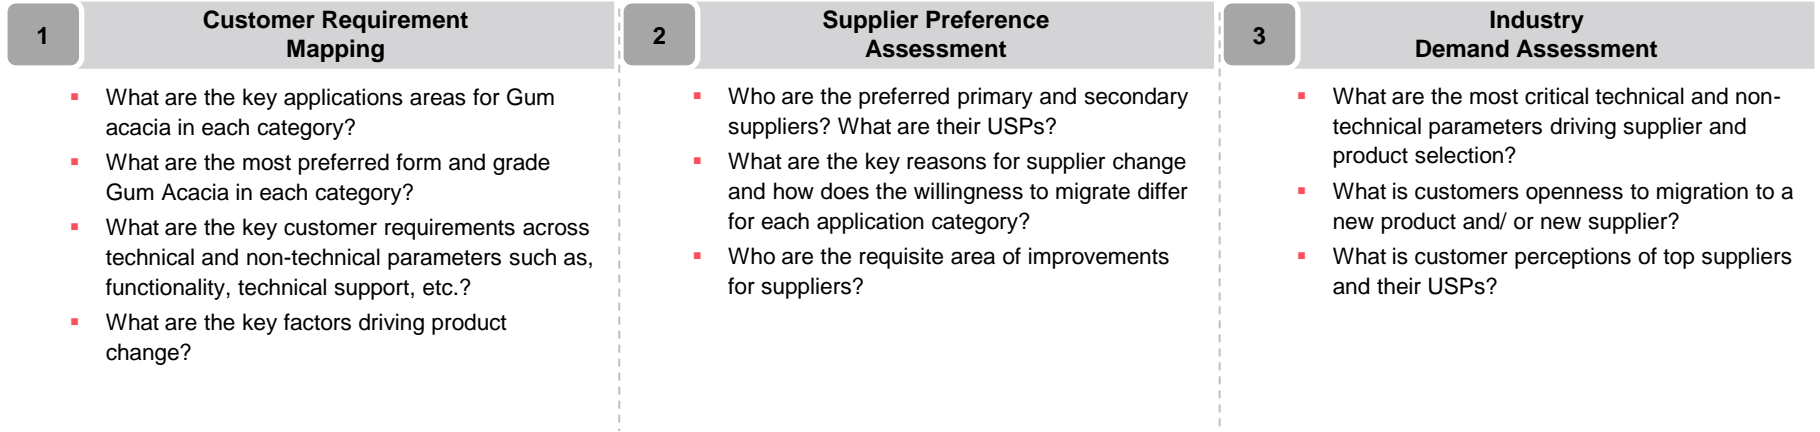 1
Customer Requirement
Mapping
▪ What are the key applications areas for Gum
acacia in each category?
▪ What are the most preferred form and grade
Gum Acacia in each category?
▪ What are the key customer requirements across
technical and non-technical parameters such as,
functionality, technical support, etc.?
▪ What are the key factors driving product
change?
2
Supplier Preference
Assessment
▪ Who are the preferred primary and secondary
suppliers? What are their USPs?
▪ What are the key reasons for supplier change
and how does the willingness to migrate differ
for each application category?
▪ Who are the requisite area of improvements
for suppliers?
3
Industry
Demand Assessment
▪ What are the most critical technical and non-
technical parameters driving supplier and
product selection?
▪ What is customers openness to migration to a
new product and/ or new supplier?
▪ What is customer perceptions of top suppliers
and their USPs?